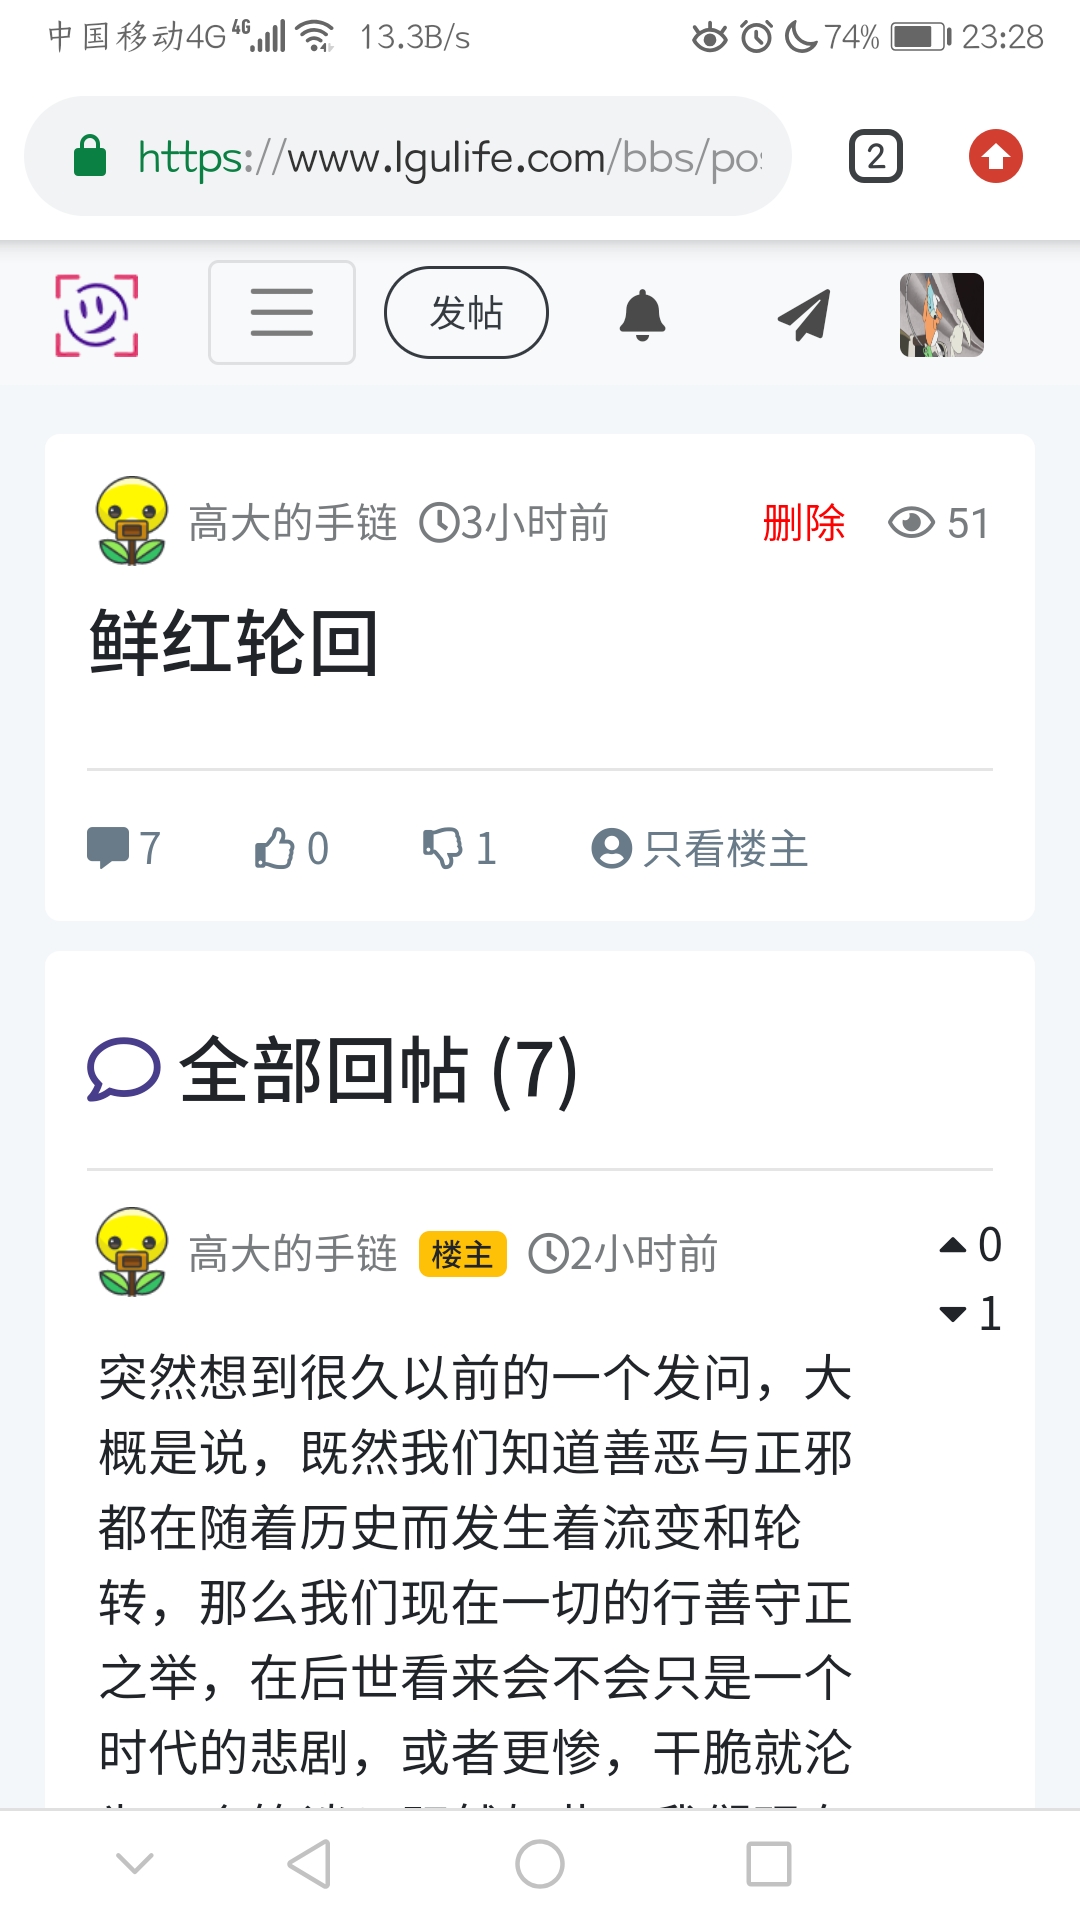 中国移动4G 4G 13.3B/s 74% 23:28
https://www.lgulife.com/bbs/po
2
发帖
高大的手链 3小时前 删除 51
鲜红轮回
7 0 1 只看楼主
全部回帖 (7)
高大的手链 楼主 2小时前 0
1
突然想到很久以前的一个发问，大
概是说，既然我们知道善恶与正邪
都在随着历史而发生着流变和轮
转，那么我们现在一切的行善守正
之举，在后世看来会不会只是一个
时代的悲剧，或者更惨，干脆就沦